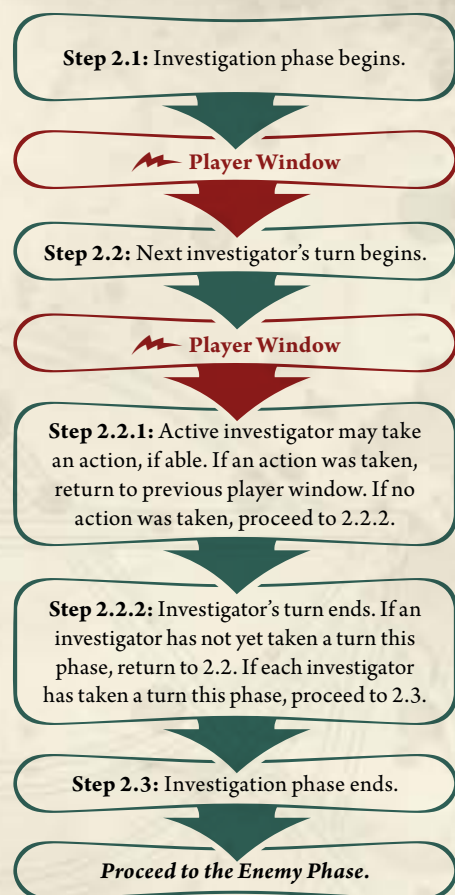 Step 2.1: Investigation phase begins.
Player Window
Step 2.2: Next investigator's turn begins.
Player Window
Step 2.2.1: Active investigator may take
an action, if able. If an action was taken,
return to previous player window. If no
action was taken, proceed to 2.2.2.
Step 2.2.2: Investigator's turn ends. If an
investigator has not yet taken a turn this
phase, return to 2.2. If each investigator
has taken a turn this phase, proceed to 2.3.
Step 2.3: Investigation phase ends.
Proceed to the Enemy Phase.